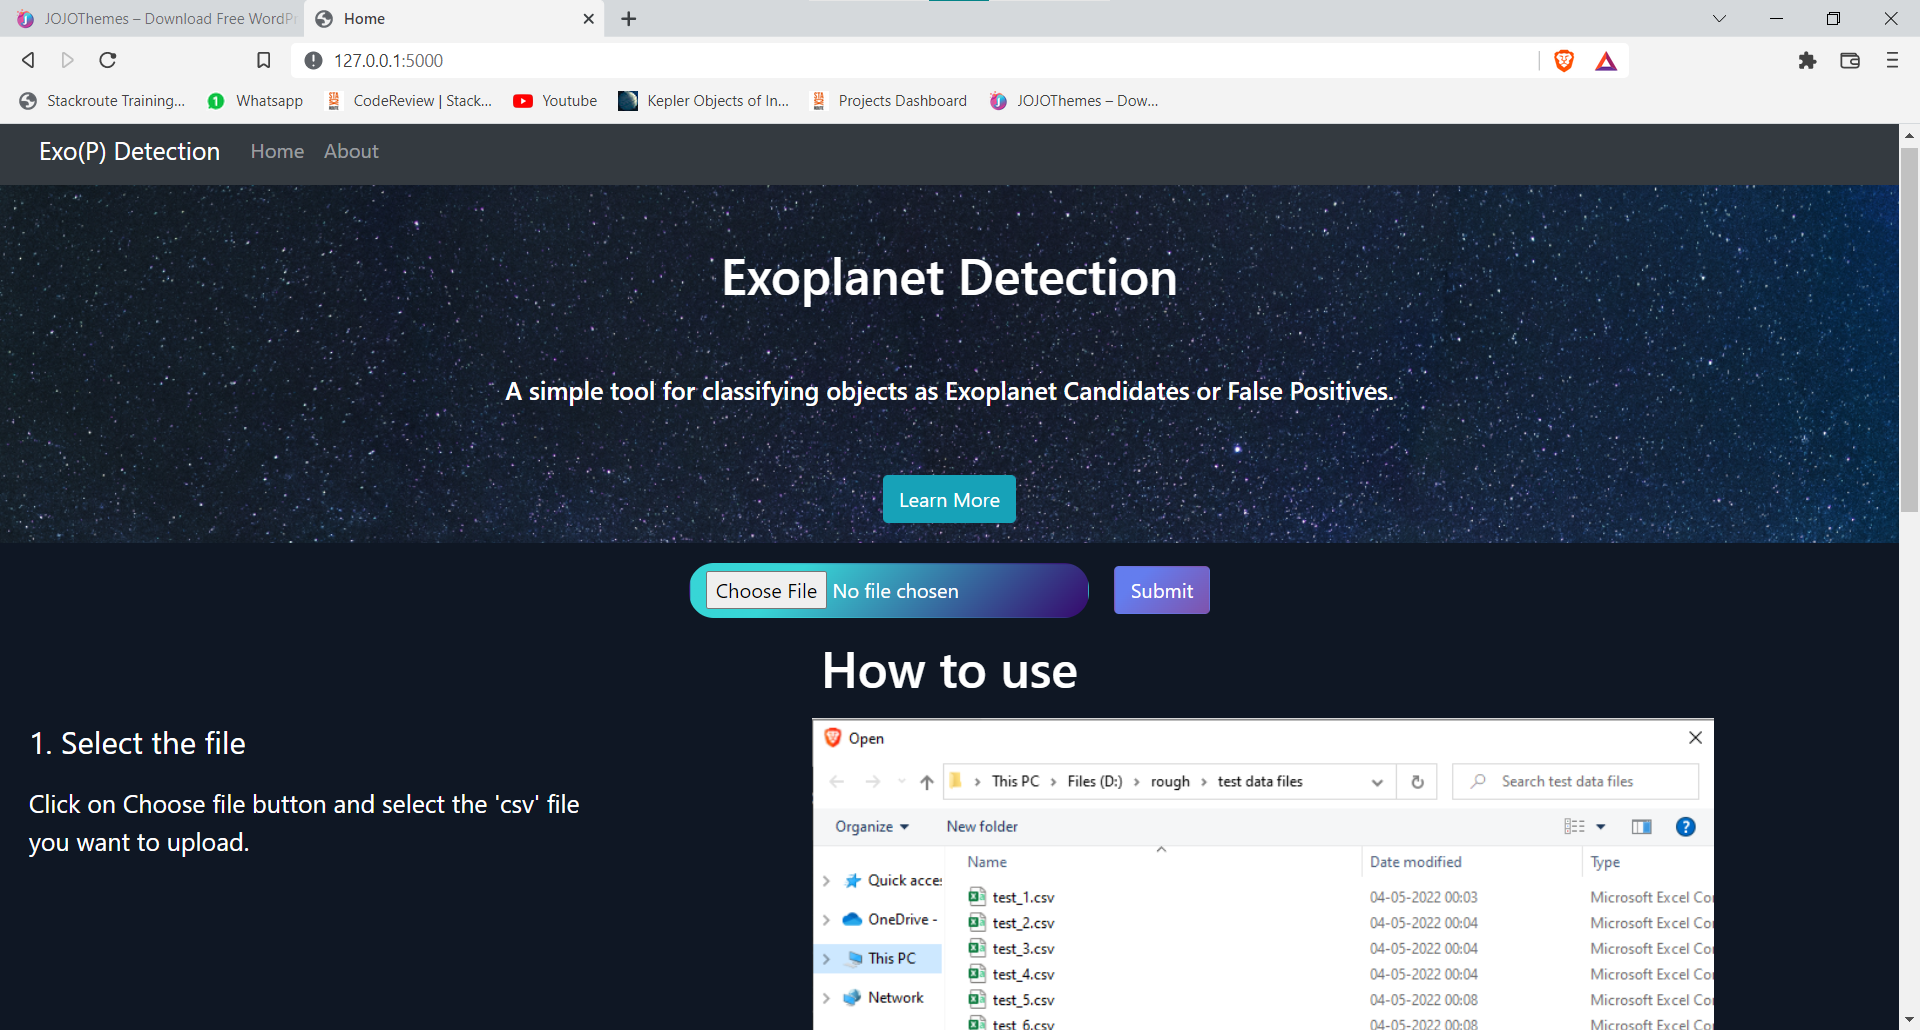 JOJOThemes – Download Free WordPr
Home
127.0.0.1:5000
Stackroute Training...
1
Whatsapp
CodeReview | Stack...
Youtube
Kepler Objects of In...
Projects Dashboard
JOJOThemes – Dow...
Exo(P) Detection
Home
About
Exoplanet Detection
A simple tool for classifying objects as Exoplanet Candidates or False Positives.
Learn More
Choose File No file chosen
Submit
How to use
1. Select the file
Click on Choose file button and select the 'csv' file
you want to upload.
Open
This PC > Files (D:) > rough > test data files
Search test data files
Organize
New folder
?
Name Date modified Type
Quick acces
OneDrive -
This PC
Network
test_1.csv 04-05-2022 00:03 Microsoft Excel Co
test_2.csv 04-05-2022 00:04 Microsoft Excel Co
test_3.csv 04-05-2022 00:04 Microsoft Excel Co
test_4.csv 04-05-2022 00:04 Microsoft Excel Co
test_5.csv 04-05-2022 00:08 Microsoft Excel Co
test_6.csv 04-05-2022 00:08 Microsoft Excel Co